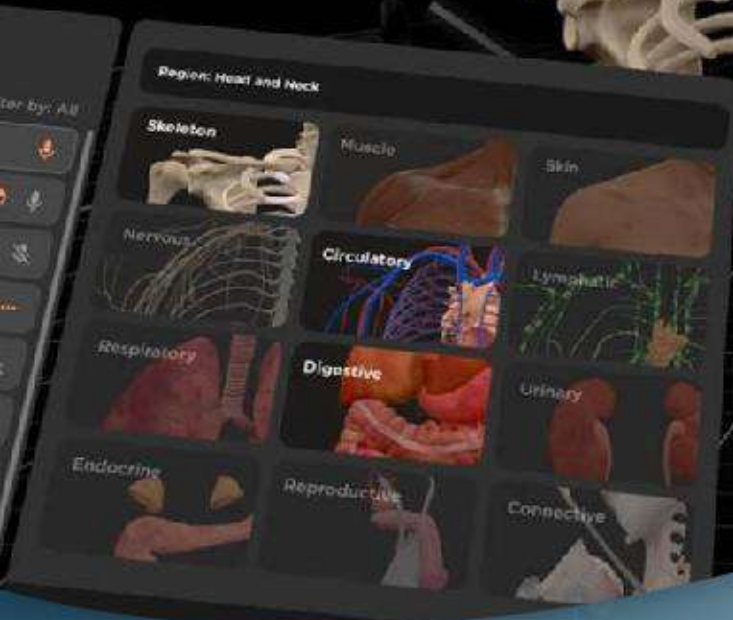 ter by: All
Region: Head and Neck
Skeleton
Muscle
Skin
Nervous
Circulatory
Lymphatic
Respiratory
Digestive
Urinary
Endocrine
Reproductive
Connective